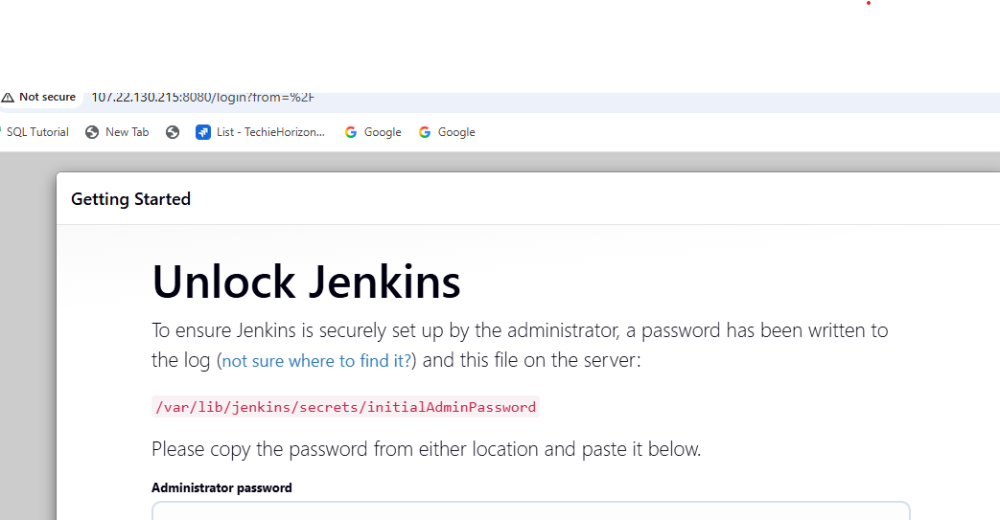 Not secure 107.22.130.215:8080/login?from=%2F
SQL Tutorial New Tab List - TechieHorizon... Google Google
Getting Started
Unlock Jenkins
To ensure Jenkins is securely set up by the administrator, a password has been written to
the log (not sure where to find it?) and this file on the server:
/var/lib/jenkins/secrets/initialAdminPassword
Please copy the password from either location and paste it below.
Administrator password